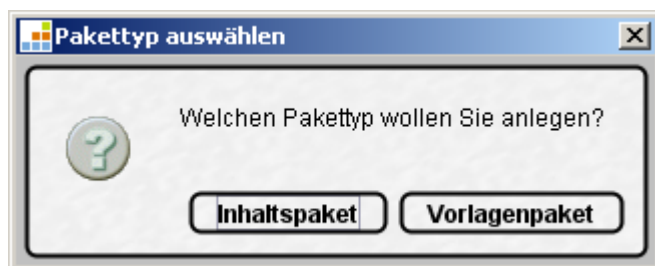 Pakettyp auswählen
Welchen Pakettyp wollen Sie anlegen?
Inhaltspaket Vorlagenpaket